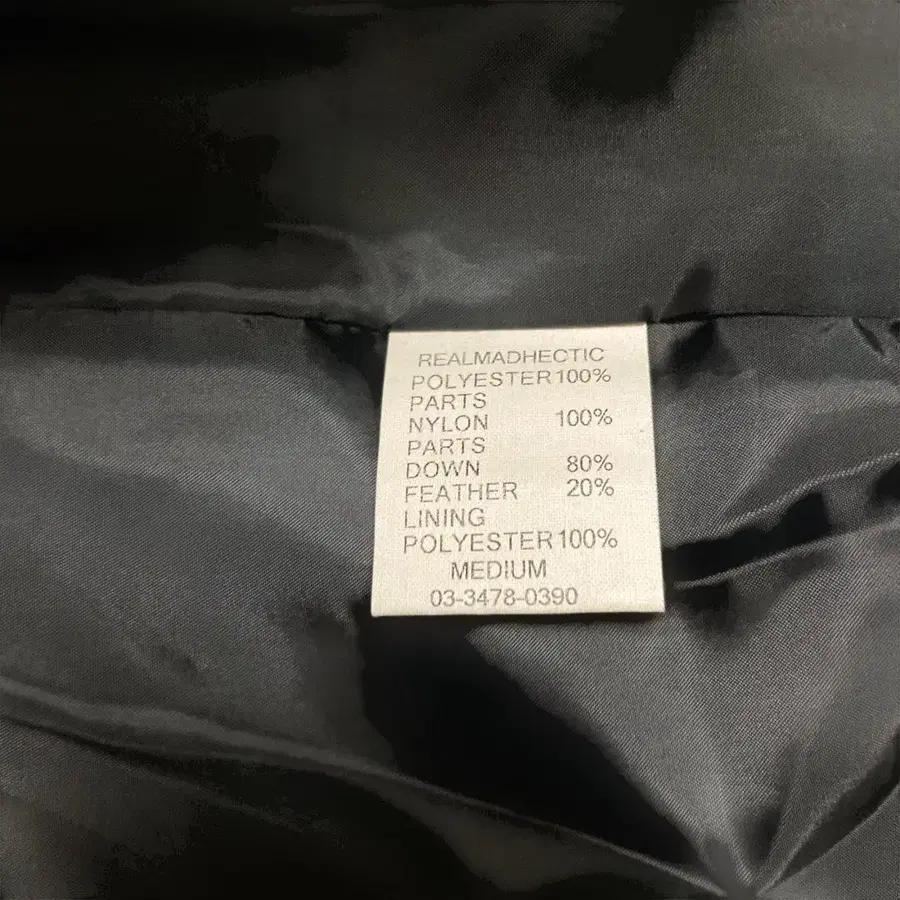 REALMADHECTIC
POLYESTER 100%
PARTS
NYLON 100%
PARTS
DOWN 80%
FEATHER 20%
LINING
POLYESTER 100%
MEDIUM
03-3478-0390